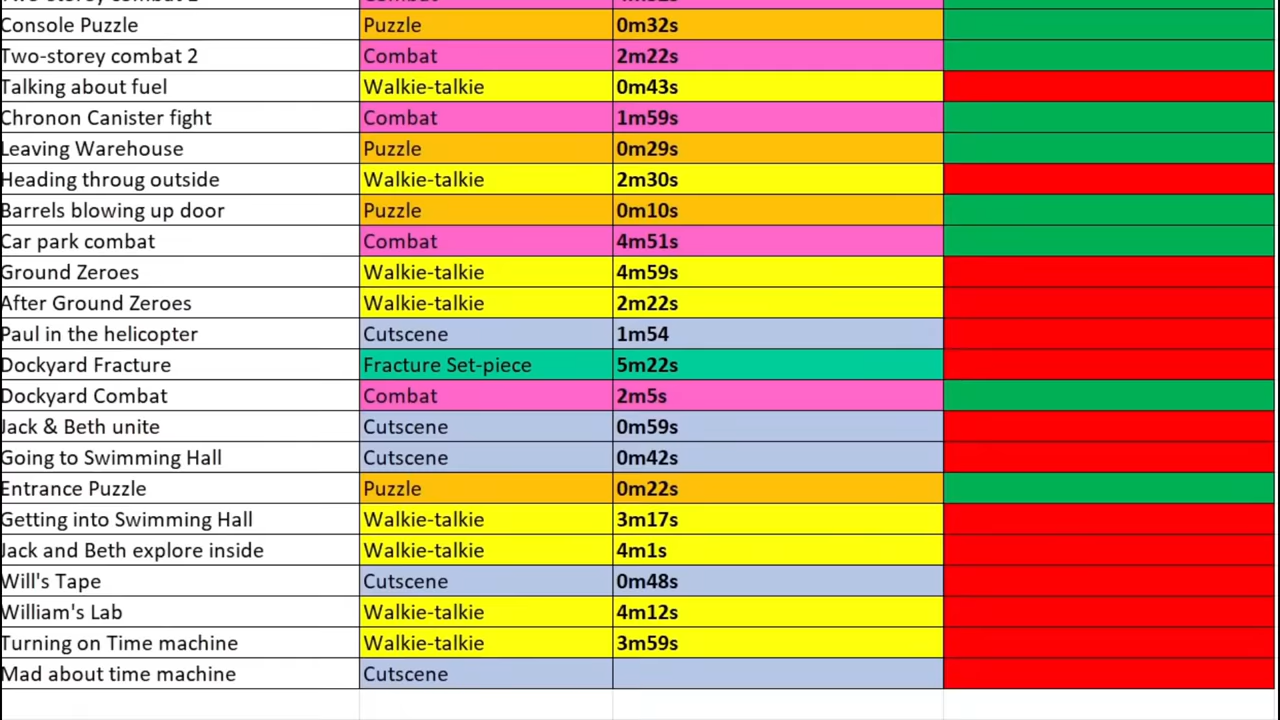 Console Puzzle Puzzle 0m32s
Two-storey combat 2 Combat 2m22s
Talking about fuel Walkie-talkie 0m43s
Chronon Canister fight Combat 1m59s
Leaving Warehouse Puzzle 0m29s
Heading throug outside Walkie-talkie 2m30s
Barrels blowing up door Puzzle 0m10s
Car park combat Combat 4m51s
Ground Zeroes Walkie-talkie 4m59s
After Ground Zeroes Walkie-talkie 2m22s
Paul in the helicopter Cutscene 1m54
Dockyard Fracture Fracture Set-piece 5m22s
Dockyard Combat Combat 2m5s
Jack & Beth unite Cutscene 0m59s
Going to Swimming Hall Cutscene 0m42s
Entrance Puzzle Puzzle 0m22s
Getting into Swimming Hall Walkie-talkie 3m17s
Jack and Beth explore inside Walkie-talkie 4m1s
Will's Tape Cutscene 0m48s
William's Lab Walkie-talkie 4m12s
Turning on Time machine Walkie-talkie 3m59s
Mad about time machine Cutscene